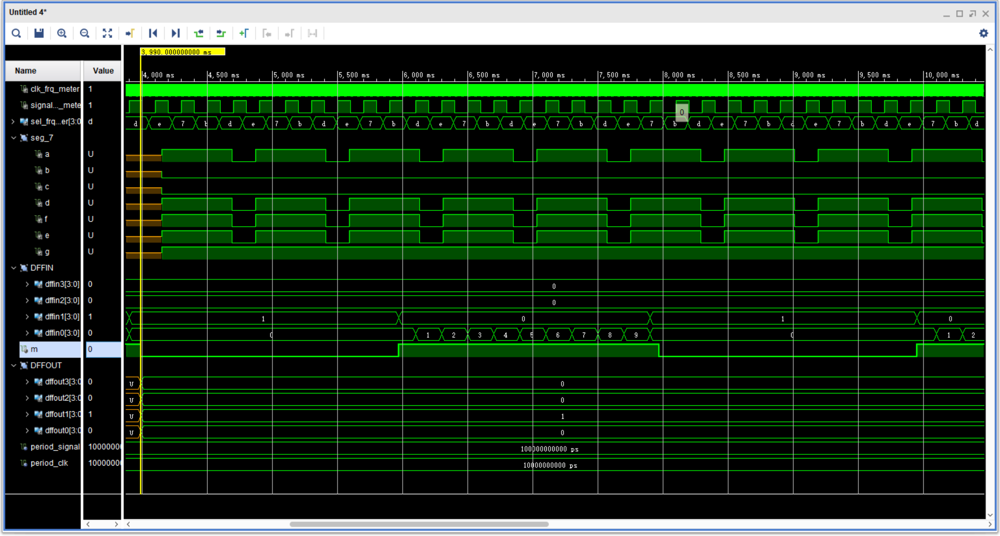 Untitled 4*
3,990.000000000 ms
Name Value
4,000 ms 4,500 ms 5,000 ms 5,500 ms 6,000 ms 6,500 ms 7,000 ms 7,500 ms 8,000 ms 8,500 ms 9,000 ms 9,500 ms 10,000 ms
clk_frq_meter 1
signal..._mete 1
0
sel_frq...er[3:0 d d e 7 b d e 7 b d e 7 b d e 7 b d e 7 b d e 7 b d e 7 b d e 7 b d e 7 b d
seg_7
a U
b U
c U
d U
f U
e U
g U
DFFIN
dffin3[3:0] 0 0
dffin2[3:0] 0 0
dffin1[3:0] 1 1 0 1 0
dffin0[3:0] 0 0 1 2 3 4 5 6 7 8 9 0 1 2
m 0
DFFOUT
dffout3[3:0 0 U 0
dffout2[3:0 0 U 0
dffout1[3:0 1 U 1
dffout0[3:0 0 U 0
period_signal 10000000 100000000000 ps
period_clk 10000000 10000000000 ps